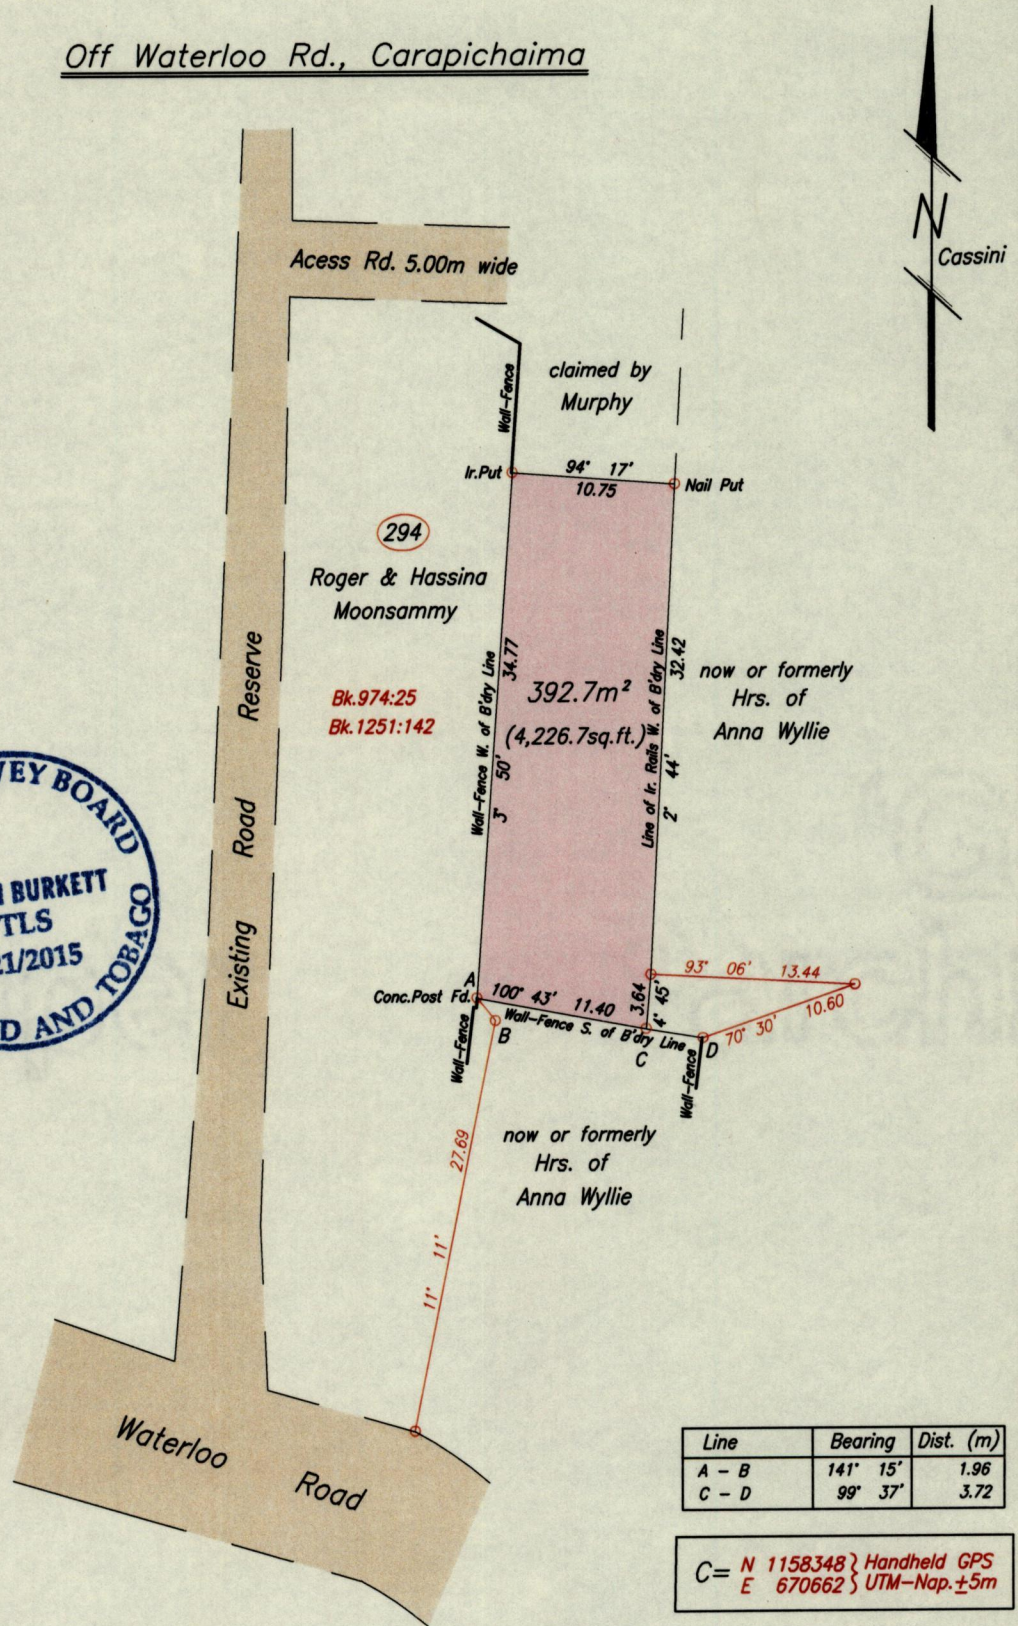 Off Waterloo Rd., Carapichaima
N
Cassini
Acess Rd. 5.00m wide
claimed by
Murphy
Wall-Fence
Ir.Put
94° 17'
10.75
Nail Put
294
Roger & Hassina
Moonsammy
Bk.974:25
Bk.1251:142
Wall-Fence W. of B'dry Line
3° 50' 34.77
392.7m²
(4,226.7sq.ft.)
Line of Ir. Rails W. of B'dry Line
2° 44' 32.42
now or formerly
Hrs. of
Anna Wyllie
Existing Road Reserve
VEY BOARD
BURKETT
TLS
21/2015
D AND TOBAGO
A
Conc.Post Fd.
100° 43' 11.40
Wall-Fence S. of B'dry Line
3.64
4° 45'
93° 06' 13.44
70° 30' 10.60
B
C
D
Wall-Fence
Wall-Fence
now or formerly
Hrs. of
Anna Wyllie
11° 11' 27.69
Waterloo Road
Line Bearing Dist. (m)
A - B 141° 15' 1.96
C - D 99° 37' 3.72
C= N 1158348} Handheld GPS
E 670662} UTM-Nap.±5m